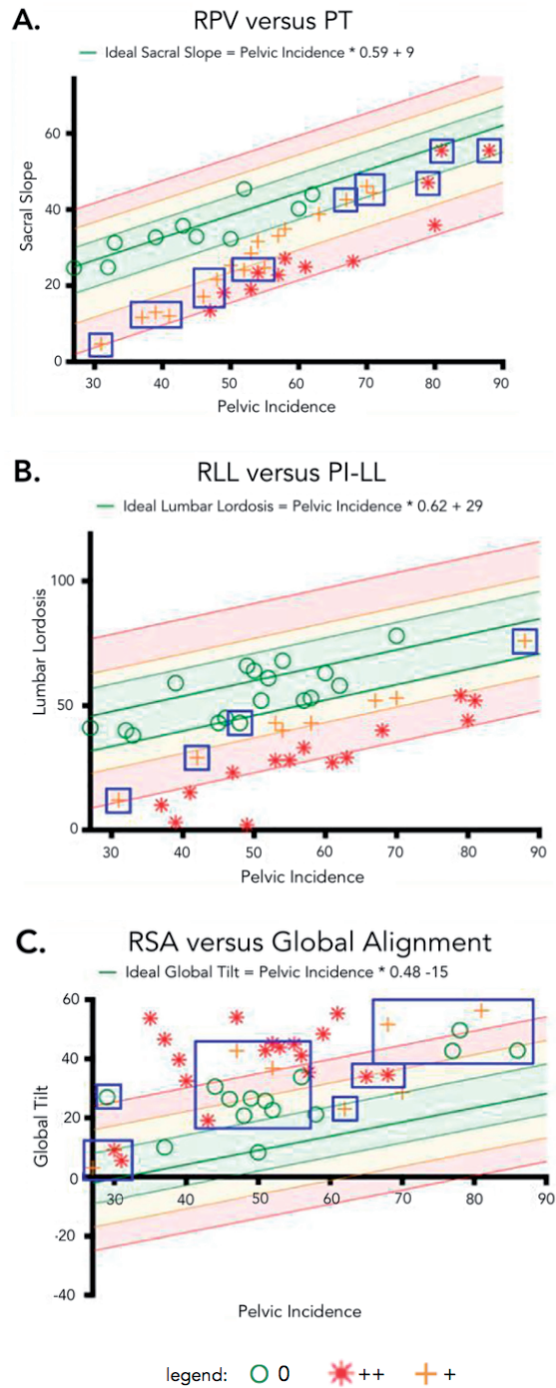 A.
RPV versus PT
Ideal Sacral Slope = Pelvic Incidence * 0.59 + 9
Sacral Slope
60
40
20
0
30 40 50 60 70 80 90
Pelvic Incidence
B.
RLL versus PI-LL
Ideal Lumbar Lordosis = Pelvic Incidence * 0.62 + 29
Lumbar Lordosis
100
50
0
30 40 50 60 70 80 90
Pelvic Incidence
C.
RSA versus Global Alignment
Ideal Global Tilt = Pelvic Incidence * 0.48 -15
Global Tilt
60
40
20
0
30 40 50 60 70 80 90
-20
-40
Pelvic Incidence
legend: 0 ++ +